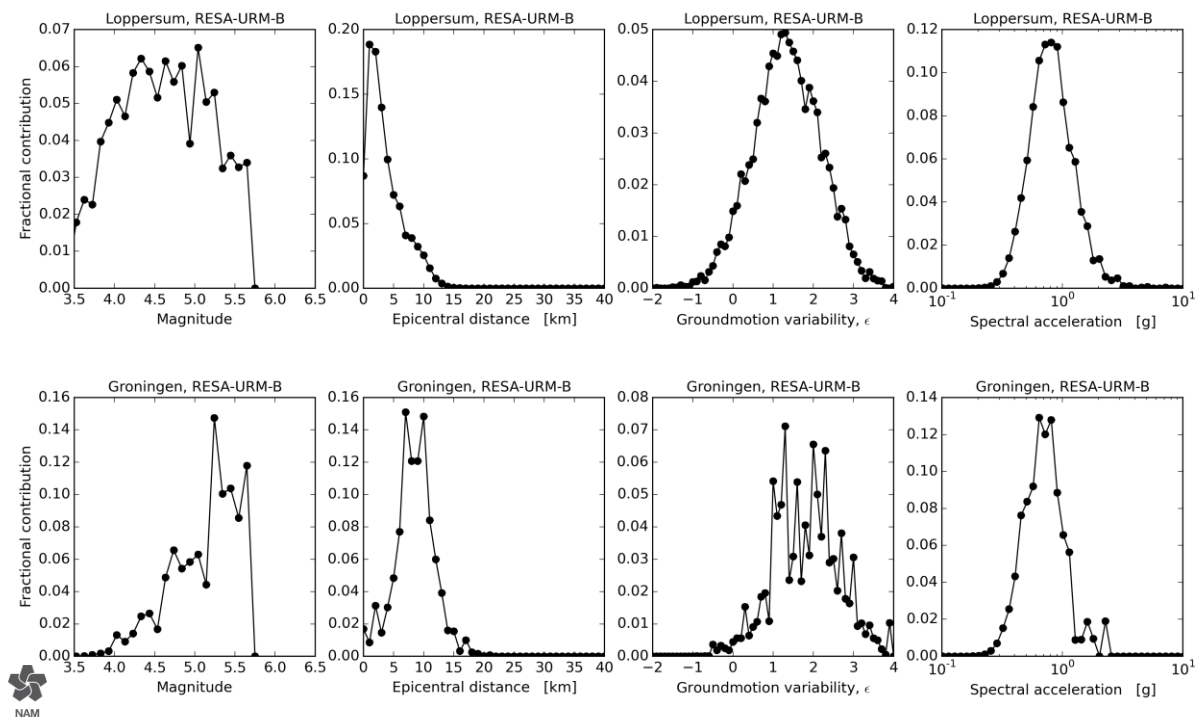 Loppersum, RESA-URM-B
Fractional contribution
0.07
0.06
0.05
0.04
0.03
0.02
0.01
0.00
3.5 4.0 4.5 5.0 5.5 6.0 6.5
Magnitude
Loppersum, RESA-URM-B
0.20
0.15
0.10
0.05
0.00
0 5 10 15 20 25 30 35 40
Epicentral distance [km]
Loppersum, RESA-URM-B
0.05
0.04
0.03
0.02
0.01
0.00
−2 −1 0 1 2 3 4
Groundmotion variability, ϵ
Loppersum, RESA-URM-B
0.12
0.10
0.08
0.06
0.04
0.02
0.00
10⁻¹ 10⁰ 10¹
Spectral acceleration [g]
Groningen, RESA-URM-B
Fractional contribution
0.16
0.14
0.12
0.10
0.08
0.06
0.04
0.02
0.00
3.5 4.0 4.5 5.0 5.5 6.0 6.5
Magnitude
Groningen, RESA-URM-B
0.16
0.14
0.12
0.10
0.08
0.06
0.04
0.02
0.00
0 5 10 15 20 25 30 35 40
Epicentral distance [km]
Groningen, RESA-URM-B
0.08
0.07
0.06
0.05
0.04
0.03
0.02
0.01
0.00
−2 −1 0 1 2 3 4
Groundmotion variability, ϵ
Groningen, RESA-URM-B
0.14
0.12
0.10
0.08
0.06
0.04
0.02
0.00
10⁻¹ 10⁰ 10¹
Spectral acceleration [g]
NAM